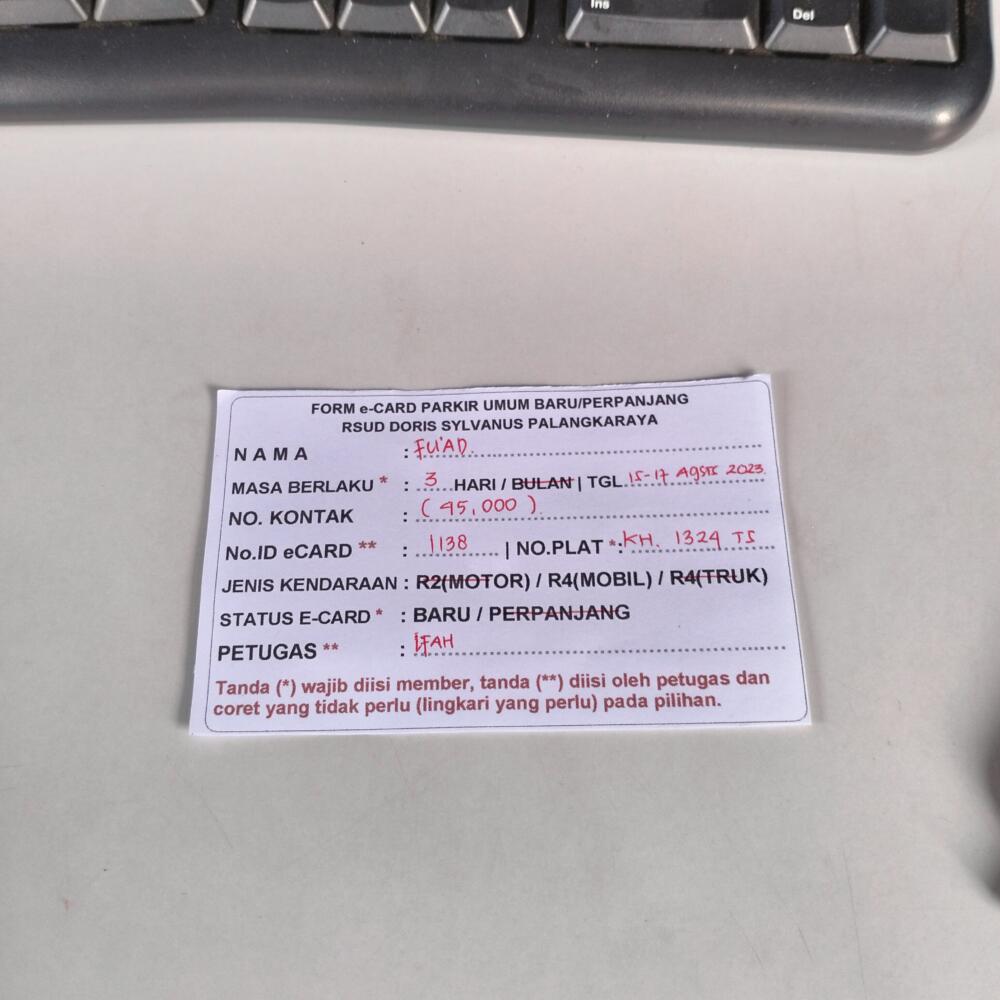 Ins
Del
FORM e-CARD PARKIR UMUM BARU/PERPANJANG
RSUD DORIS SYLVANUS PALANGKARAYA
N A M A : FU'AD
MASA BERLAKU * : 3 HARI / BULAN | TGL 15-17 AGSTS 2023
NO. KONTAK : ( 45,000 )
No.ID eCARD ** : 1138 | NO.PLAT *: KH. 1324 TS
JENIS KENDARAAN : R2(MOTOR) / R4(MOBIL) / R4(TRUK)
STATUS E-CARD * : BARU / PERPANJANG
PETUGAS ** : IFAH
Tanda (*) wajib diisi member, tanda (**) diisi oleh petugas dan
coret yang tidak perlu (lingkari yang perlu) pada pilihan.